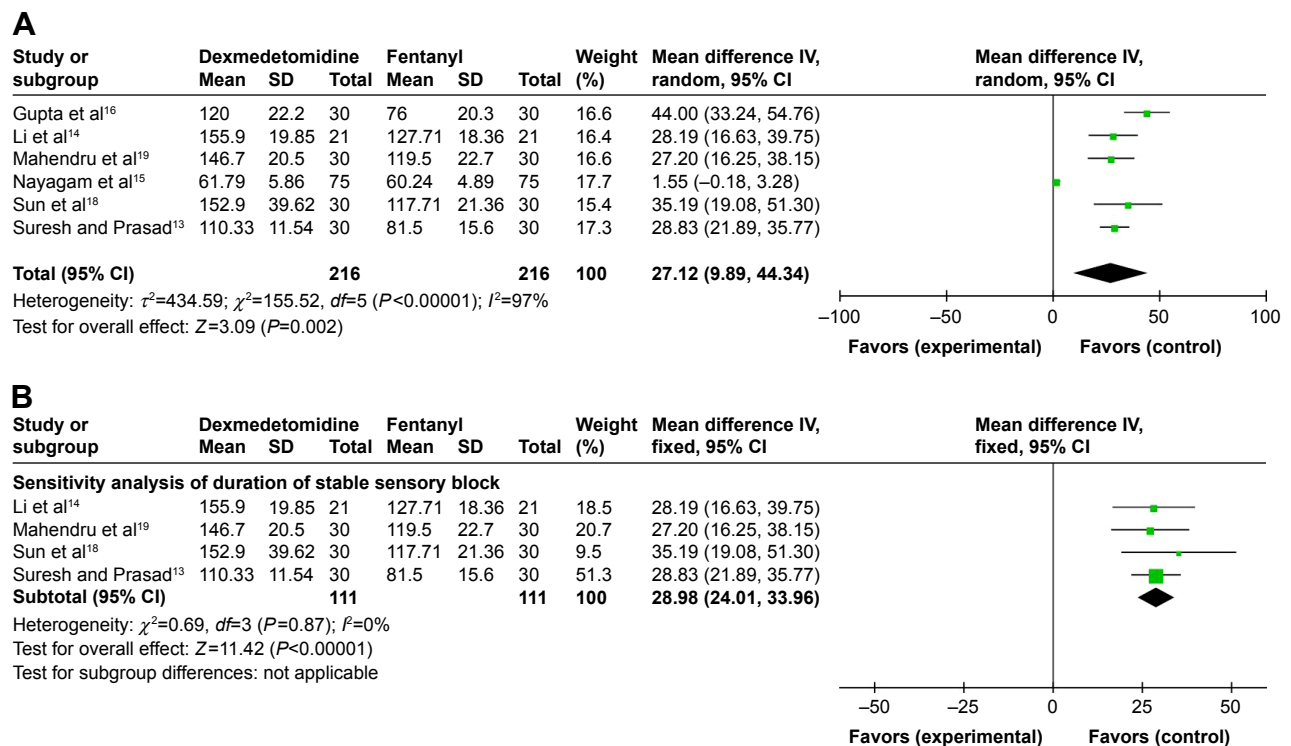 A
Study or Dexmedetomidine Fentanyl Weight Mean difference IV, Mean difference IV,
subgroup Mean SD Total Mean SD Total (%) random, 95% CI random, 95% CI
Gupta et al16 120 22.2 30 76 20.3 30 16.6 44.00 (33.24, 54.76)
Li et al14 155.9 19.85 21 127.71 18.36 21 16.4 28.19 (16.63, 39.75)
Mahendru et al19 146.7 20.5 30 119.5 22.7 30 16.6 27.20 (16.25, 38.15)
Nayagam et al15 61.79 5.86 75 60.24 4.89 75 17.7 1.55 (–0.18, 3.28)
Sun et al18 152.9 39.62 30 117.71 21.36 30 15.4 35.19 (19.08, 51.30)
Suresh and Prasad13 110.33 11.54 30 81.5 15.6 30 17.3 28.83 (21.89, 35.77)
Total (95% CI) 216 216 100 27.12 (9.89, 44.34)
Heterogeneity: τ2=434.59; χ2=155.52, df=5 (P<0.00001); I2=97%
Test for overall effect: Z=3.09 (P=0.002)
–100 –50 0 50 100
Favors (experimental) Favors (control)
B
Study or Dexmedetomidine Fentanyl Weight Mean difference IV, Mean difference IV,
subgroup Mean SD Total Mean SD Total (%) fixed, 95% CI fixed, 95% CI
Sensitivity analysis of duration of stable sensory block
Li et al14 155.9 19.85 21 127.71 18.36 21 18.5 28.19 (16.63, 39.75)
Mahendru et al19 146.7 20.5 30 119.5 22.7 30 20.7 27.20 (16.25, 38.15)
Sun et al18 152.9 39.62 30 117.71 21.36 30 9.5 35.19 (19.08, 51.30)
Suresh and Prasad13 110.33 11.54 30 81.5 15.6 30 51.3 28.83 (21.89, 35.77)
Subtotal (95% CI) 111 111 100 28.98 (24.01, 33.96)
Heterogeneity: χ2=0.69, df=3 (P=0.87); I2=0%
Test for overall effect: Z=11.42 (P<0.00001)
Test for subgroup differences: not applicable
–50 –25 0 25 50
Favors (experimental) Favors (control)